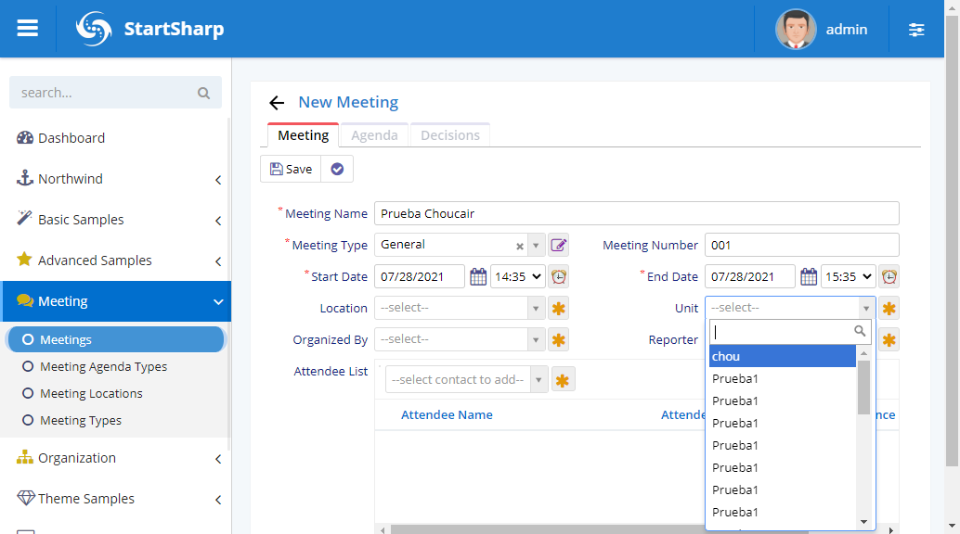 StartSharp
admin
search...
Dashboard
Northwind
Basic Samples
Advanced Samples
Meeting
Meetings
Meeting Agenda Types
Meeting Locations
Meeting Types
Organization
Theme Samples
New Meeting
Meeting Agenda Decisions
Save
*Meeting Name Prueba Choucair
*Meeting Type General
Meeting Number 001
*Start Date 07/28/2021 14:35
*End Date 07/28/2021 15:35
Location --select--
Unit --select--
Organized By --select--
Reporter
Attendee List --select contact to add--
Attendee Name
chou
Prueba1
Prueba1
Prueba1
Prueba1
Prueba1
Prueba1
Prueba1